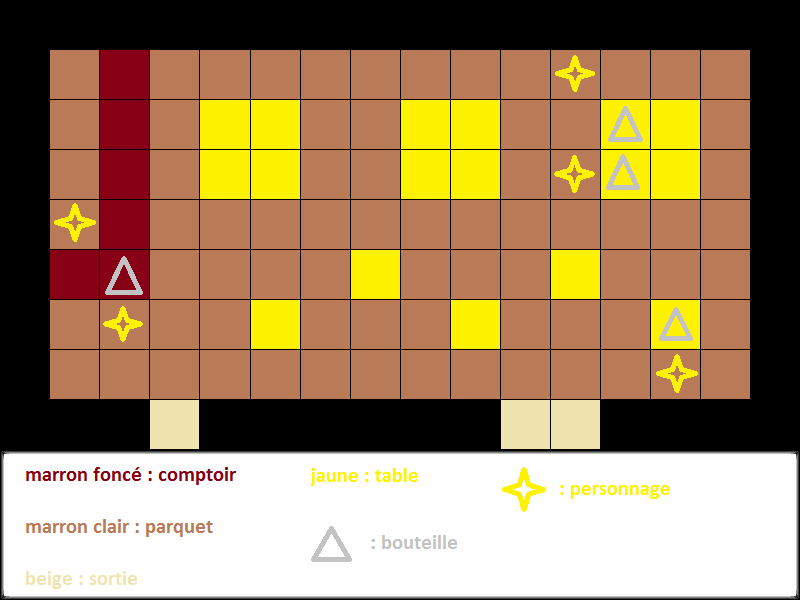 marron foncé : comptoir
jaune : table
: personnage
marron clair : parquet
: bouteille
beige : sortie